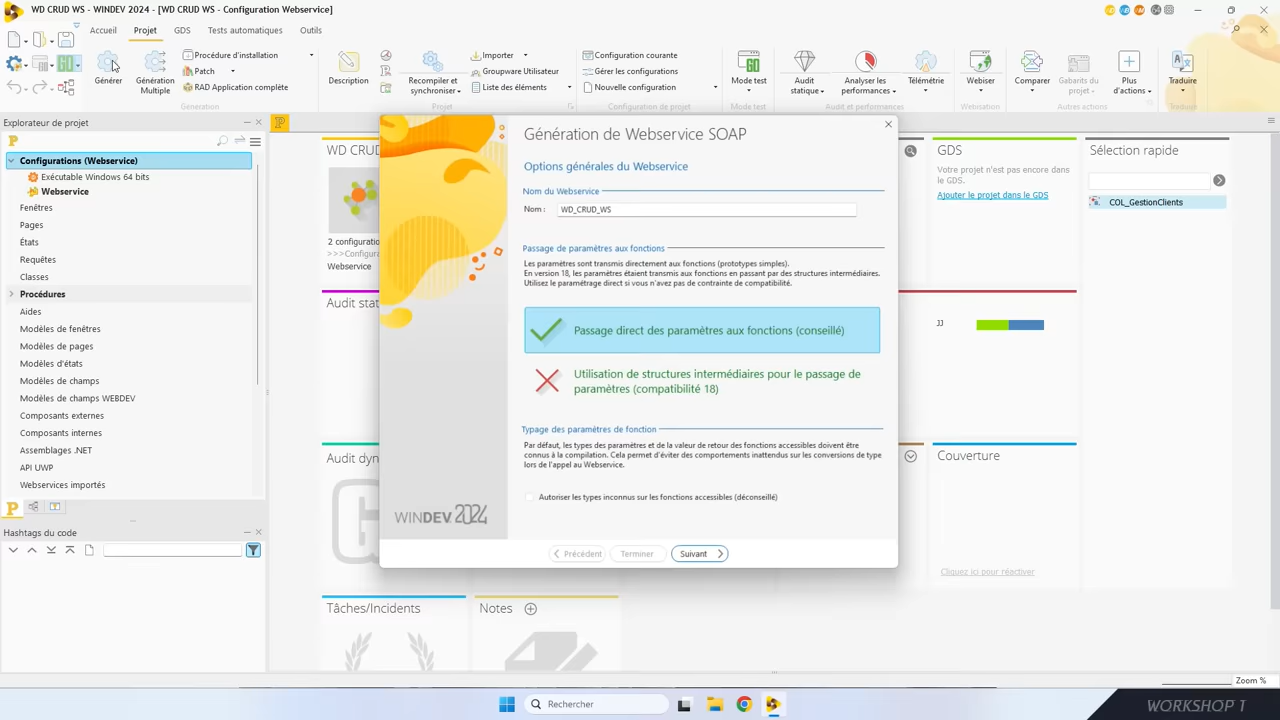 WD CRUD WS - WINDEV 2024 - [WD CRUD WS - Configuration Webservice]
Accueil
Projet
GDS
Tests automatiques
Outils
GO
Générer
Génération
Multiple
Procédure d'installation
Patch
RAD Application complète
Generation
Description
Recompiler et
synchroniser
Importer
Groupware Utilisateur
Liste des éléments
Projet
Configuration courante
Gérer les configurations
Nouvelle configuration
Configuration de projet
GO
Mode test
Mode test
Audit
statique
Analyser les
performances
Télémétrie
Audit et performances
Webiser
Webisation
Comparer
Gabarits du
projet
Plus
d'actions
Autres actions
Traduire
Traduire
Explorateur de projet
Configurations (Webservice)
Exécutable Windows 64 bits
Webservice
Fenêtres
Pages
États
Requêtes
Classes
Procédures
Aides
Modèles de fenêtres
Modèles de pages
Modèles d'états
Modèles de champs
Modèles de champs WEBDEV
Composants externes
Composants internes
Assemblages .NET
API UWP
Webservices importés
Hashtags du code
WD CRUD
2 configuratio
>>>Configura
Webservice
Audit stat
Audit dyn
Tâches/Incidents
Notes
Génération de Webservice SOAP
Options générales du Webservice
Nom du Webservice
Nom :
WD_CRUD_WS
Passage de paramètres aux fonctions
Les paramètres sont transmis directement aux fonctions (prototypes simples).
En version 18, les paramètres étaient transmis aux fonctions en passant par des structures intermédiaires.
Utilisez le paramétrage direct si vous n'avez pas de contrainte de compatibilité.
Passage direct des paramètres aux fonctions (conseillé)
Utilisation de structures intermédiaires pour le passage de
paramètres (compatibilité 18)
Typage des paramètres de fonction
Par défaut, les types des paramètres et de la valeur de retour des fonctions accessibles doivent être
connus à la compilation. Cela permet d'éviter des comportements inattendus sur les conversions de type
lors de l'appel au Webservice.
Autoriser les types inconnus sur les fonctions accessibles (déconseillé)
WINDEV 2024
Précédent
Terminer
Suivant
GDS
Votre projet n'est pas encore dans
le GDS.
Ajouter le projet dans le GDS
JJ
Couverture
Cliquez ici pour réactiver
Sélection rapide
COL_GestionClients
Zoom %
Rechercher
WORKSHOP 1